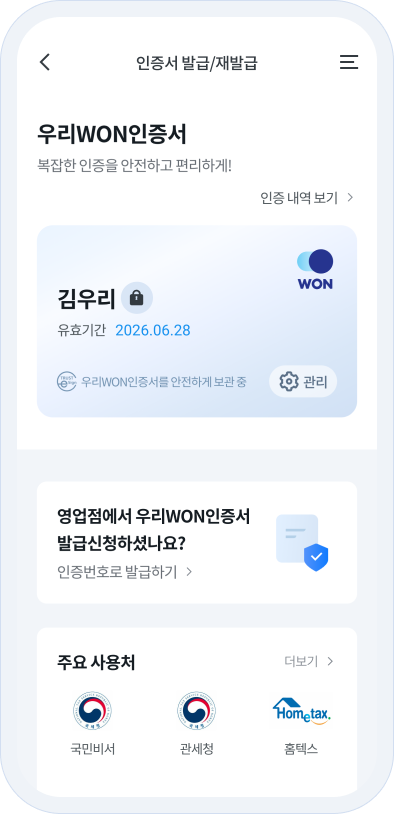 인증서 발급/재발급
우리WON인증서
복잡한 인증을 안전하고 편리하게!
인증 내역 보기
WON
김우리
유효기간 2026.06.28
우리WON인증서를 안전하게 보관 중
관리
영업점에서 우리WON인증서
발급신청하셨나요?
인증번호로 발급하기
주요 사용처
더보기
Hometax.
국민비서
관세청
홈텍스